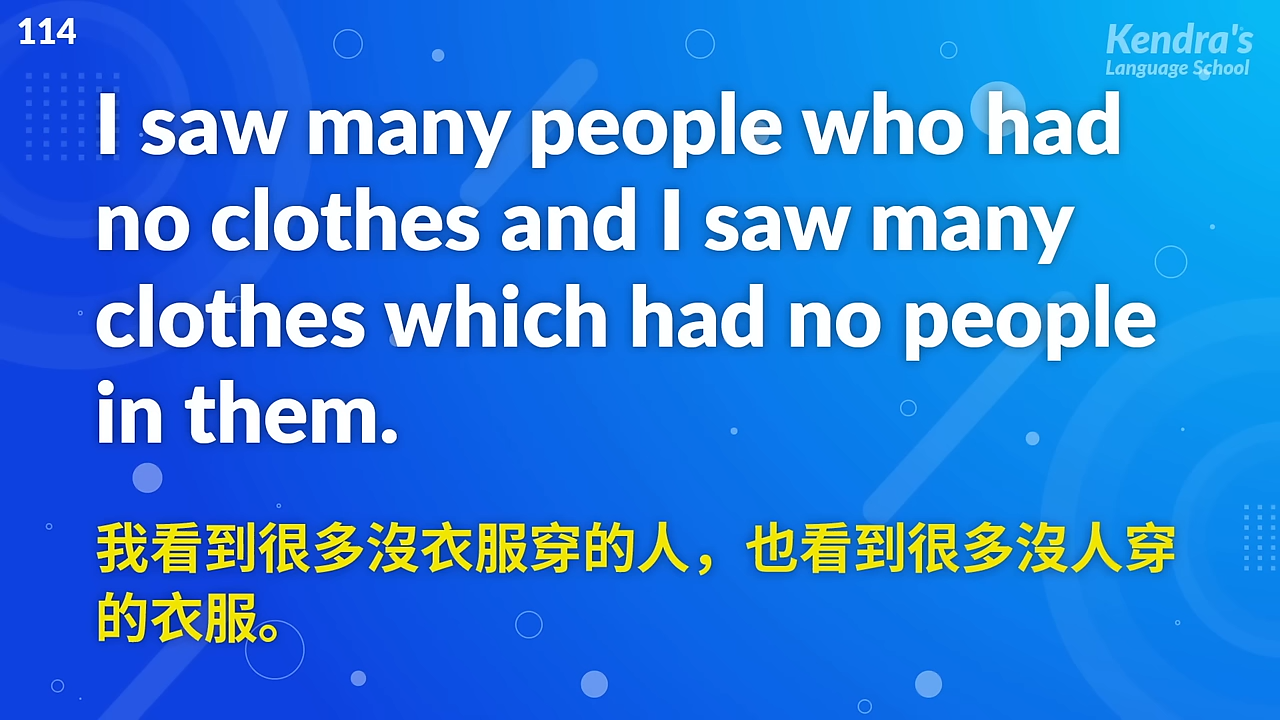 114
Kendra's
Language School
I saw many people who had
no clothes and I saw many
clothes which had no people
in them.
我看到很多沒衣服穿的人，也看到很多沒人穿
的衣服。